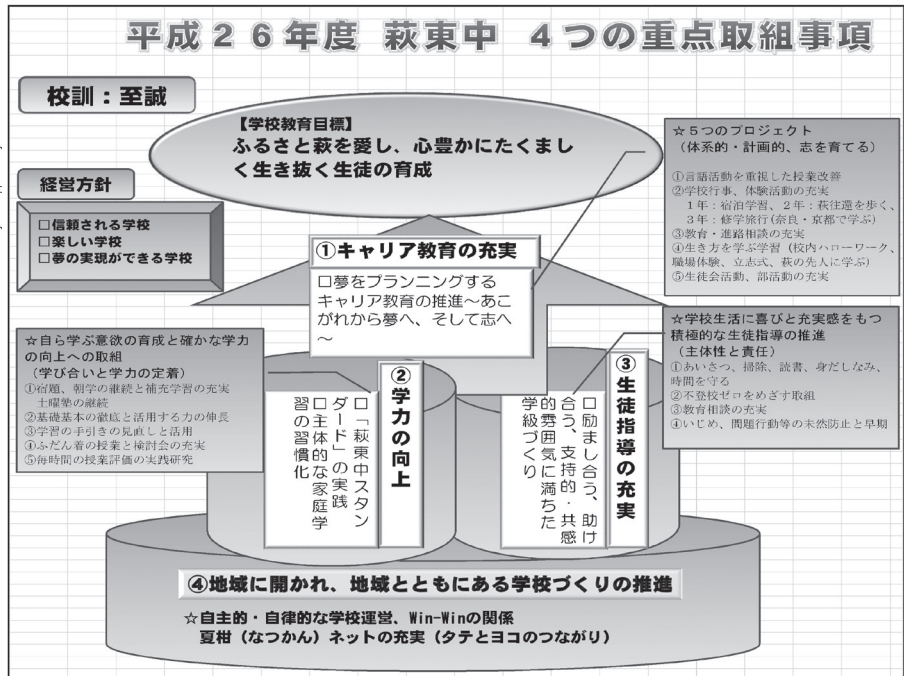 平成２６年度 萩東中 ４つの重点取組事項
校訓：至誠
【学校教育目標】
ふるさと萩を愛し、心豊かにたくまし
く生き抜く生徒の育成
経営方針
□信頼される学校
□楽しい学校
□夢の実現ができる学校
☆５つのプロジェクト
（体系的・計画的、志を育てる）
①言語活動を重視した授業改善
②学校行事、体験活動の充実
１年：宿泊学習、２年：萩往還を歩く、
３年：修学旅行(奈良・京都で学ぶ)
③教育・進路相談の充実
④生き方を学ぶ学習（校内ハローワーク、
職場体験、立志式、萩の先人に学ぶ）
⑤生徒会活動、部活動の充実
①キャリア教育の充実
□夢をプランニングする
キャリア教育の推進～あこ
がれから夢へ、そして志へ
～
☆自ら学ぶ意欲の育成と確かな学力
の向上への取組
（学び合いと学力の定着）
①宿題、朝学の継続と補充学習の充実
土曜塾の継続
②基礎基本の徹底と活用する力の伸長
③学習の手引きの見直しと活用
④ふだん着の授業と検討会の充実
⑤毎時間の授業評価の実践研究
②学力の向上
□「萩東中スタン
ダード」の実践
□主体的な家庭学
習の習慣化
☆学校生活に喜びと充実感をもつ
積極的な生徒指導の推進
（主体性と責任）
①あいさつ、掃除、読書、身だしなみ、
時間を守る
②不登校ゼロをめざす取組
③教育相談の充実
④いじめ、問題行動等の未然防止と早期
③生徒指導の充実
□励まし合う、助け
合う、支持的・共感
的雰囲気に満ちた
学級づくり
④地域に開かれ、地域とともにある学校づくりの推進
☆自主的・自律的な学校運営、Win-Winの関係
夏柑（なつかん）ネットの充実（タテとヨコのつながり）